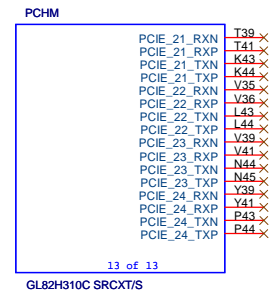 PCHM
PCIE_21_RXN T39
PCIE_21_RXP T41
PCIE_21_TXN K43
PCIE_21_TXP K44
PCIE_22_RXN V35
PCIE_22_RXP V36
PCIE_22_TXN L43
PCIE_22_TXP L44
PCIE_23_RXN V39
PCIE_23_RXP V41
PCIE_23_TXN N44
PCIE_23_TXP N45
PCIE_24_RXN Y39
PCIE_24_RXP Y41
PCIE_24_TXN P43
PCIE_24_TXP P44
13 of 13
GL82H310C SRCXT/S